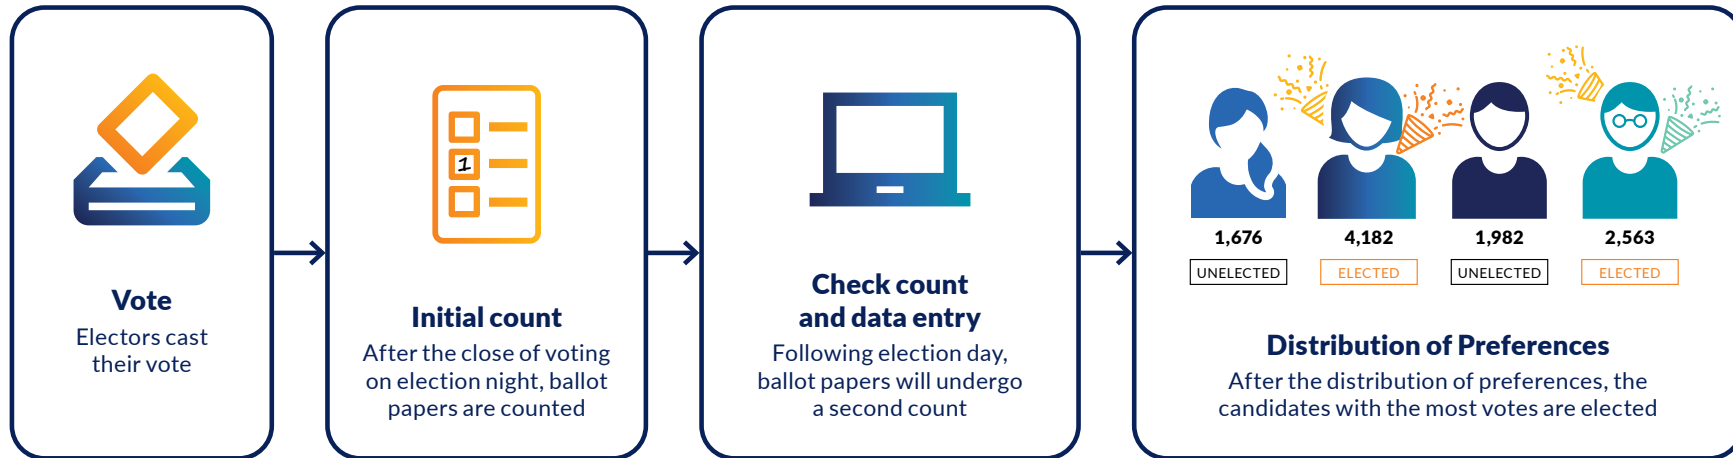 Vote
Electors cast
their vote
1
Initial count
After the close of voting
on election night, ballot
papers are counted
Check count
and data entry
Following election day,
ballot papers will undergo
a second count
1,676
UNELECTED
4,182
ELECTED
1,982
UNELECTED
2,563
ELECTED
Distribution of Preferences
After the distribution of preferences, the
candidates with the most votes are elected